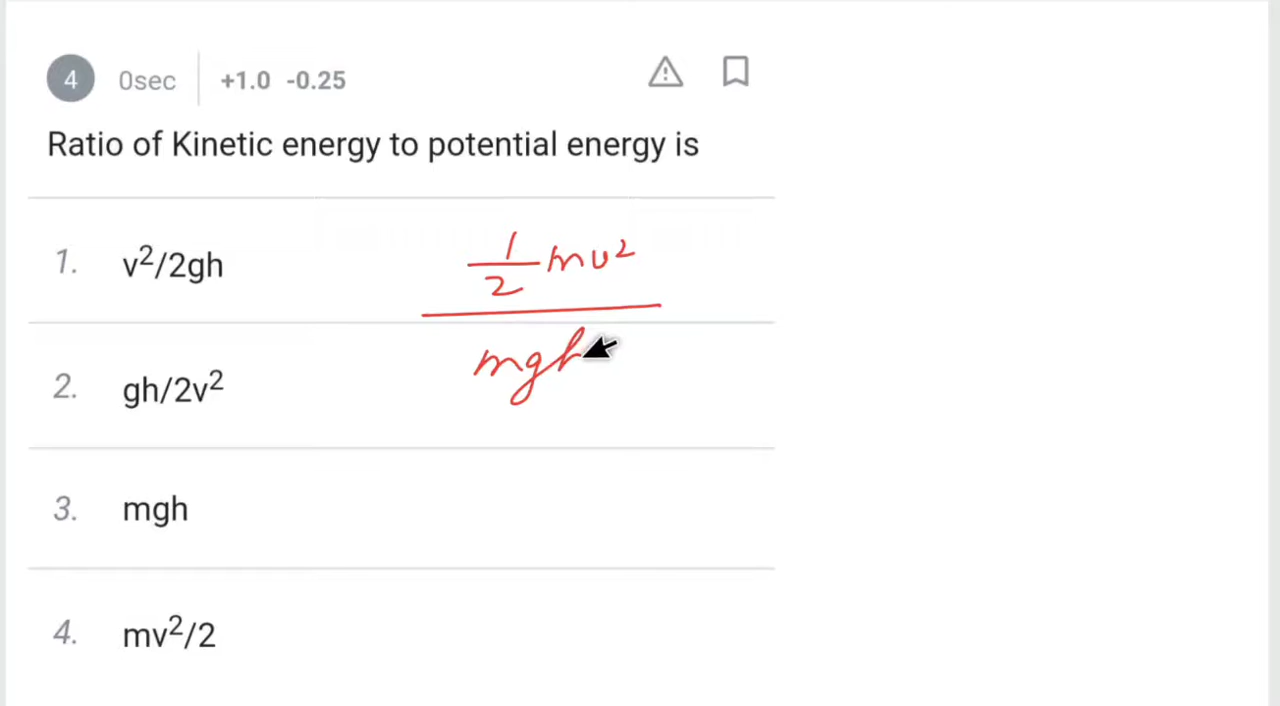 4 0sec +1.0 -0.25
Ratio of Kinetic energy to potential energy is
1. v²/2gh
1/2 mv²
mgh
2. gh/2v²
3. mgh
4. mv²/2